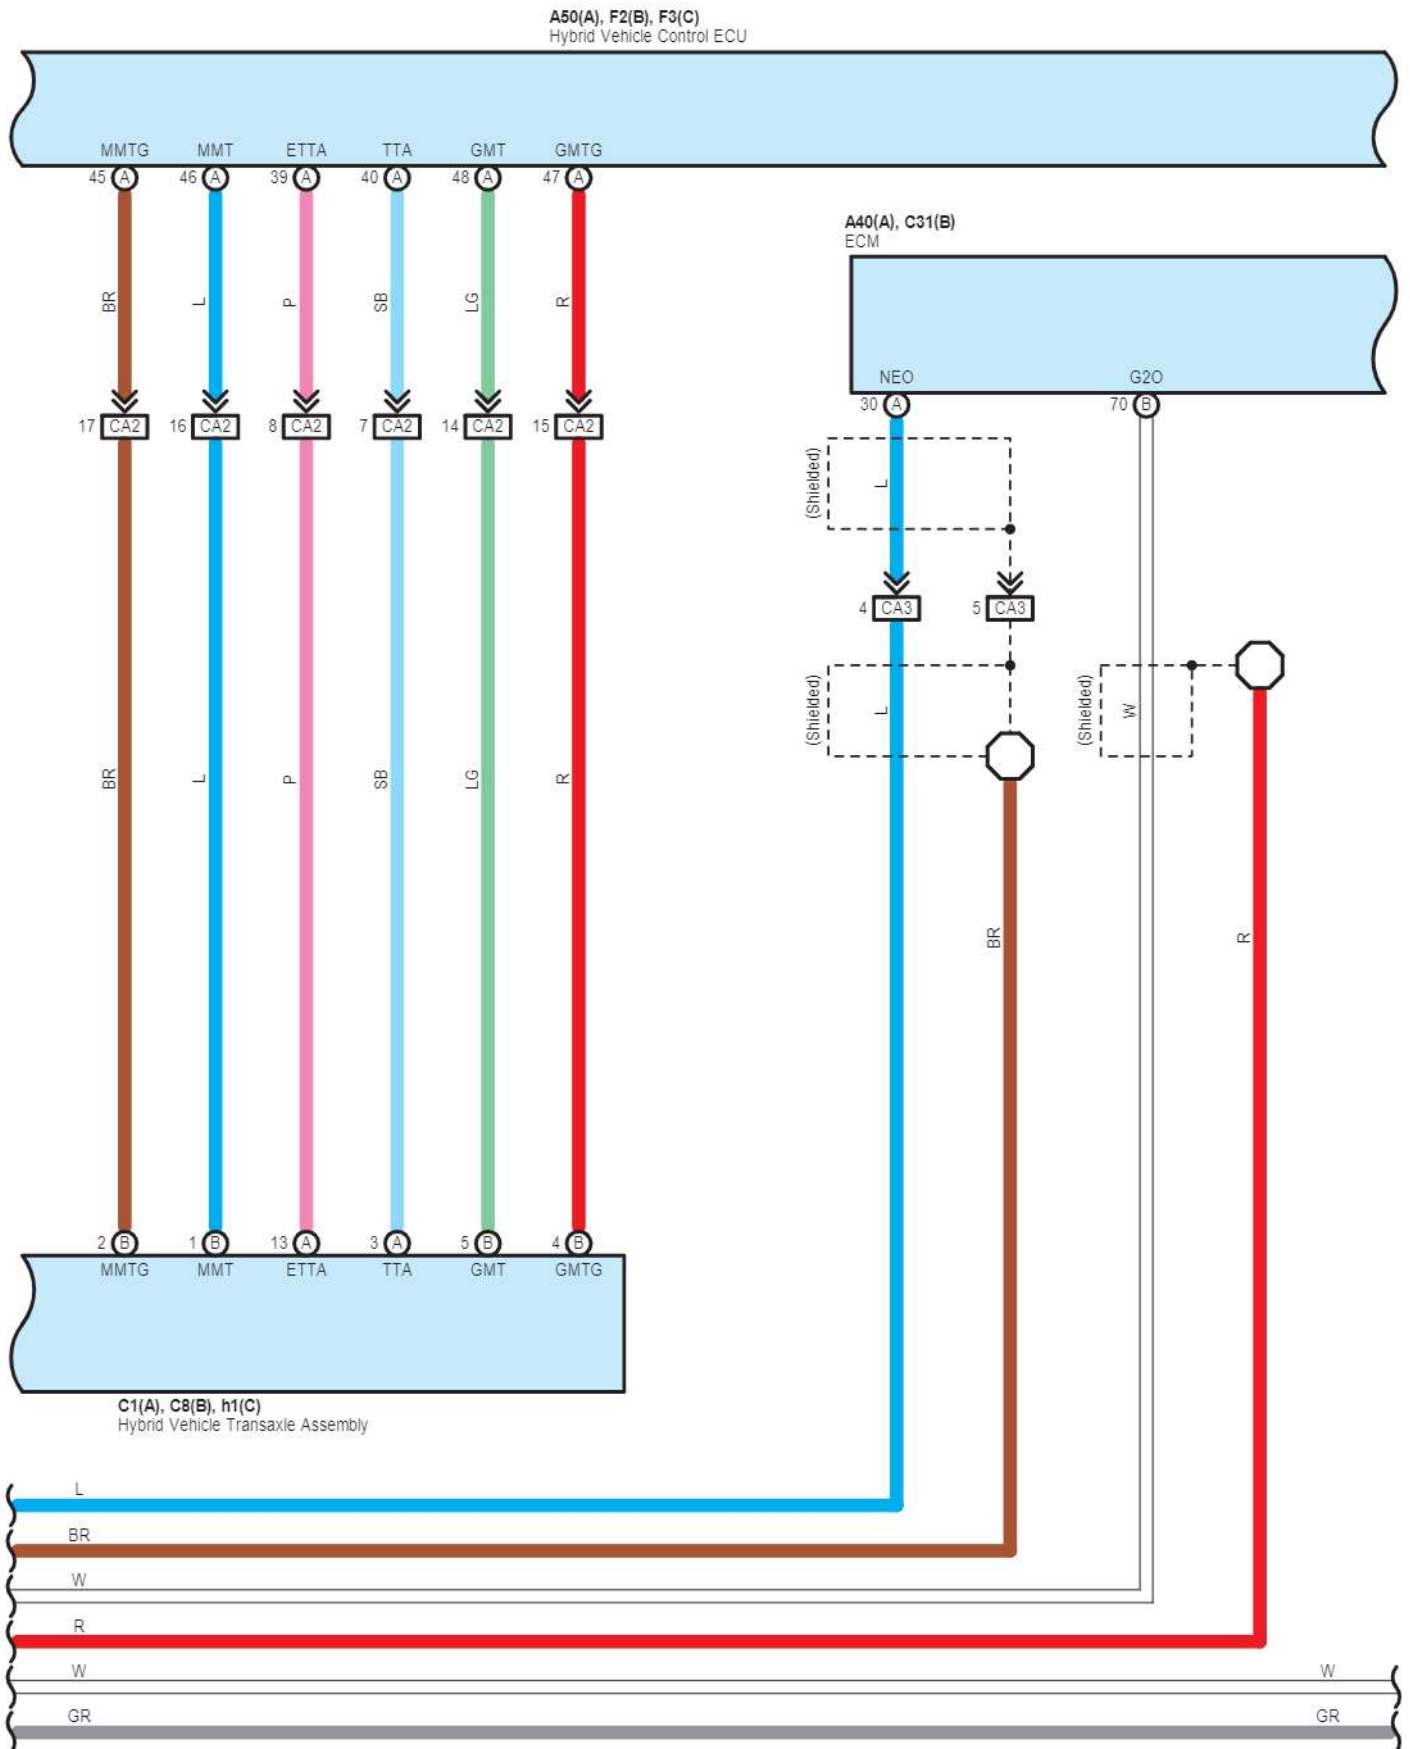 A50(A), F2(B), F3(C)
Hybrid Vehicle Control ECU
MMTG MMT ETTA TTA GMT GMTG
45 A 46 A 39 A 40 A 48 A 47 A
A40(A), C31(B)
ECM
BR L P SB LG R
NEO G2O
30 A 70 B
17 CA2 16 CA2 8 CA2 7 CA2 14 CA2 15 CA2
(Shielded) L
4 CA3 5 CA3
(Shielded) L (Shielded) W
BR L P SB LG R
BR R
2 B 1 B 13 A 3 A 5 B 4 B
MMTG MMT ETTA TTA GMT GMTG
C1(A), C8(B), h1(C)
Hybrid Vehicle Transaxle Assembly
L
BR
W
R
W W
GR GR